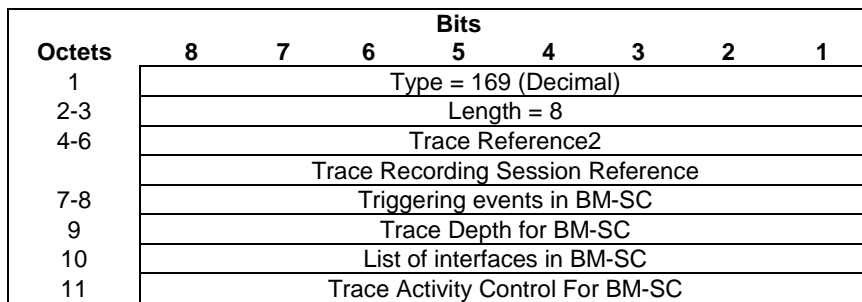 Bits
Octets 8 7 6 5 4 3 2 1
1 Type = 169 (Decimal)
2-3 Length = 8
4-6 Trace Reference2
Trace Recording Session Reference
7-8 Triggering events in BM-SC
9 Trace Depth for BM-SC
10 List of interfaces in BM-SC
11 Trace Activity Control For BM-SC